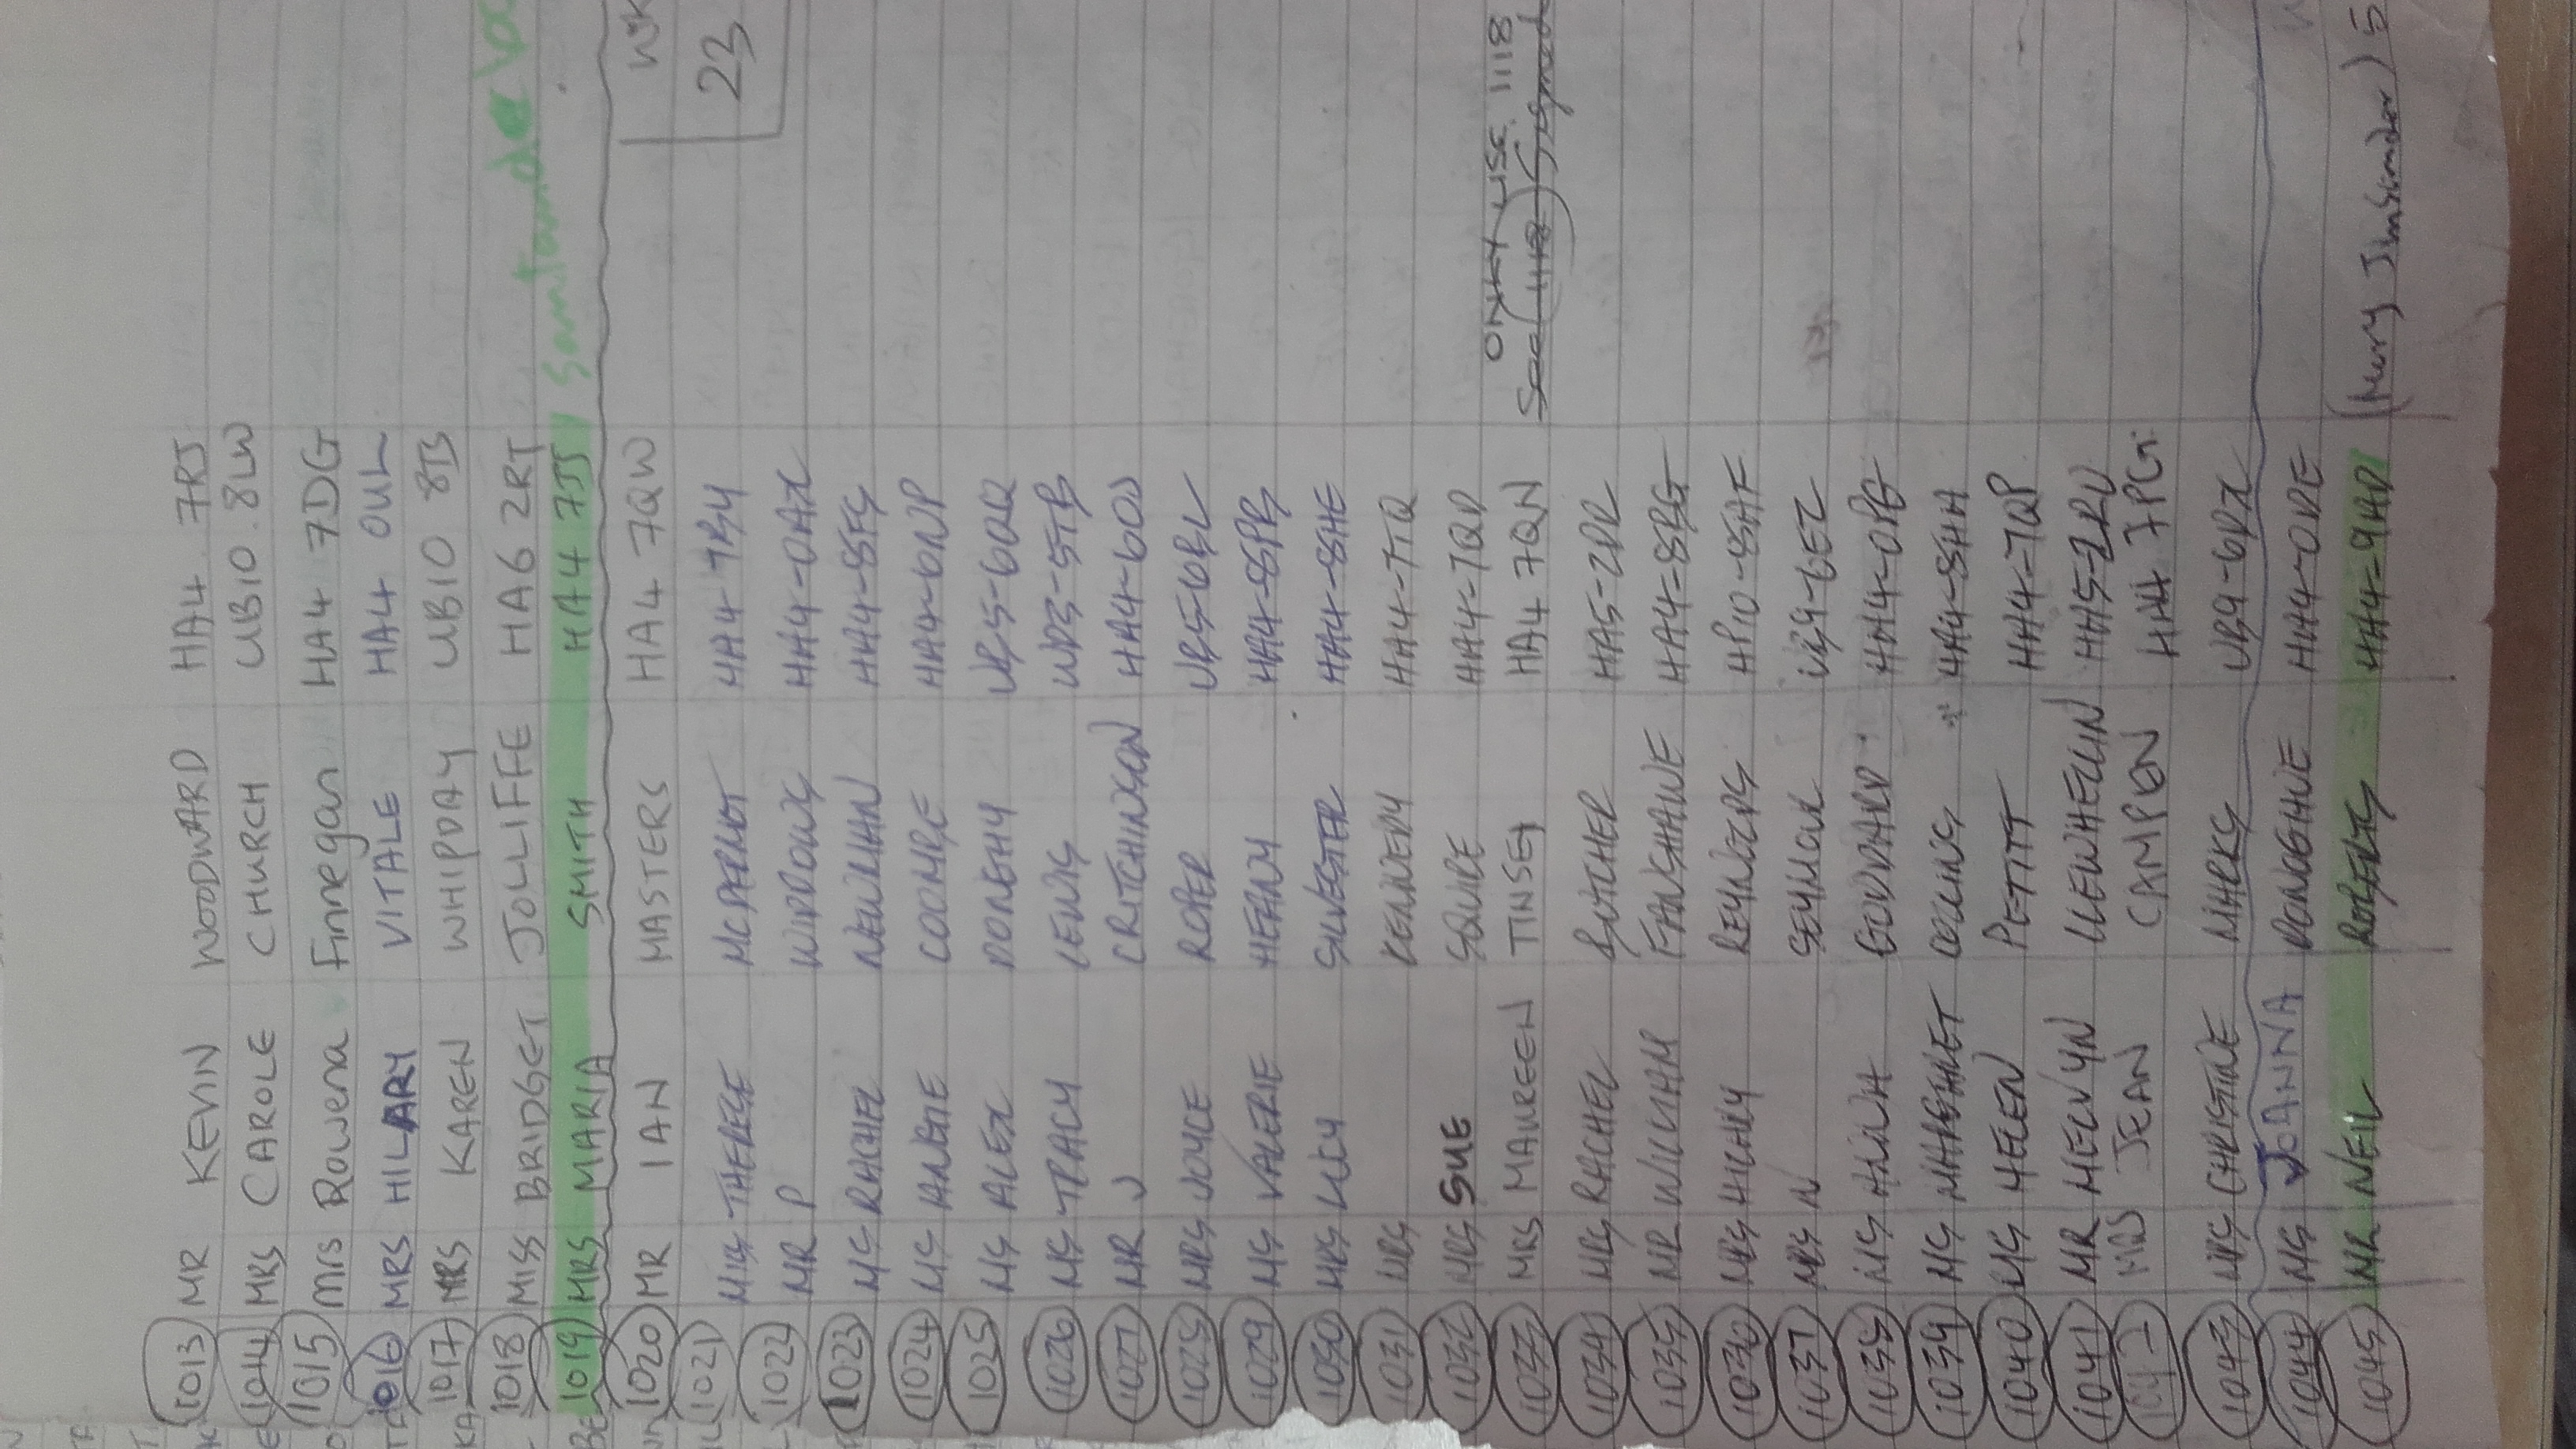 1013 MR KEVIN WOODWARD HA4 7RJ
1014 MRS CAROLE CHURCH UB10 8LW
1015 Mrs Rowena Finnegan HA4 7DG
1016 MRS HILARY VITALE HA4 0UL
1017 MRS KAREN WHIPDAY UB10 8TS
1018 MISS BRIDGET JOLLIFFE HA6 2RT
1019 MRS MARIA SMITH HA4 7JS Santander
1020 MR IAN MASTERS HA4 7QW WK
1021 MISS THERESE MCDERMOT HA4 7BY 23
1022 MR P WIDDOWS HA4-0AX
1023 MS RACHEL NEWMAN HA4-8FS
1024 MS ANGIE COOMBE HA4-6NP
1025 MS ALEX DONEGHY UB5-6QQ
1026 MS TRACY LEWIS WD3-5TB
1027 MR J CRITCHINSON HA4-6QJ
1028 MRS JOYCE ROPER UB5-6BL
1029 MS VALERIE HEANY HA4-8PB
1030 MRS LUCY SILVESTER HA4-8HE
1031 MRS KENNEDY HA4-7TQ
1032 MRS SUE SQUIRE HA4-7QD
ONLY USE 1118
1033 MRS MAUREEN TINSEY HA4 7QN See 1118 Signed
1034 MRS RACHEL BUTCHER HA5-2DR
1035 MR WILLIAM FANSHAWE HA4-8BG
1036 MRS HILARY REYNOLDS HP10-8AF
1037 MRS N SEYMOUR UB9-6EZ
1038 MS ANNA GODDARD HA4-0PG
1039 MS MARGARET COLLINS * HA4-8HA
1040 MS HELEN PETITT HA4-7QP
1041 MR MELVYN LLEWHELLIN HA5-2RU
1042 MRS JEAN CAMPEN HA4 7PG
1043 MRS CHRISTINE MARKS UB9-6DX
1044 MS JOANNA DONOGHUE HA4-0DE
1045 MR NEIL ROBERTS HA4-9AD (Mary ) 5